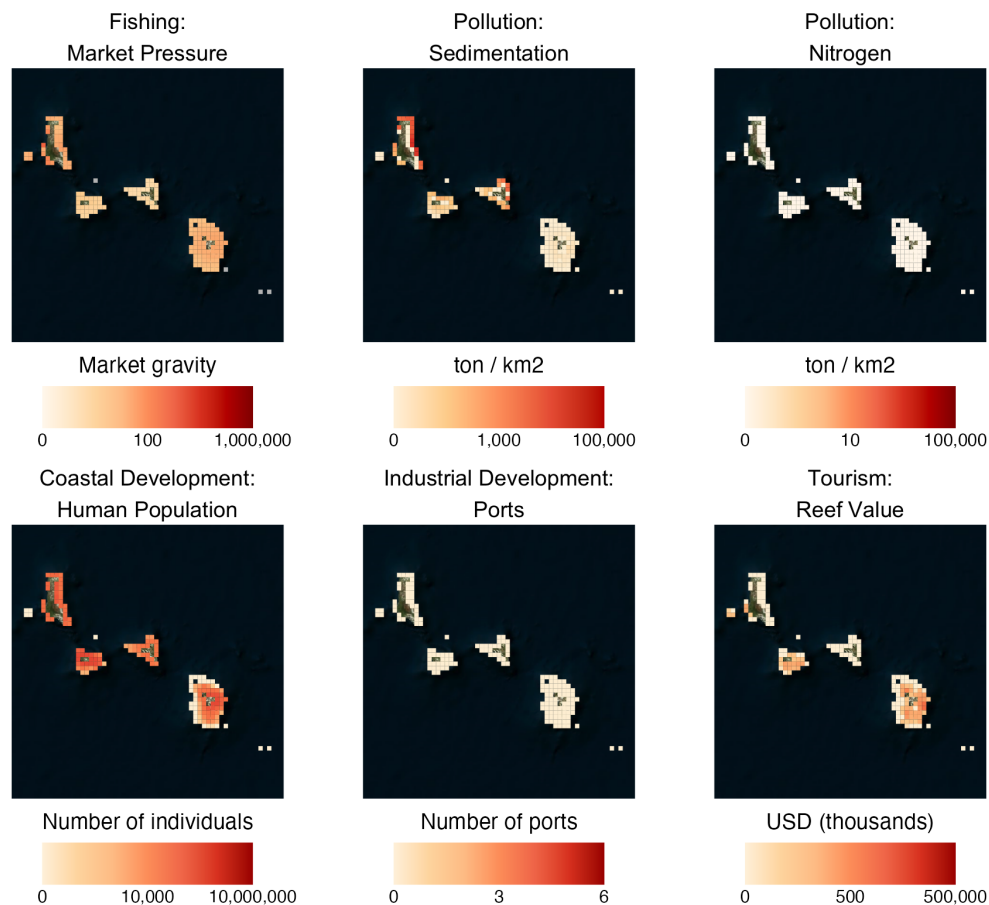 Fishing:
Market Pressure
Pollution:
Sedimentation
Pollution:
Nitrogen
Market gravity
0 100 1,000,000
ton / km2
0 1,000 100,000
ton / km2
0 10 100,000
Coastal Development:
Human Population
Industrial Development:
Ports
Tourism:
Reef Value
Number of individuals
0 10,000 10,000,000
Number of ports
0 3 6
USD (thousands)
0 500 500,000